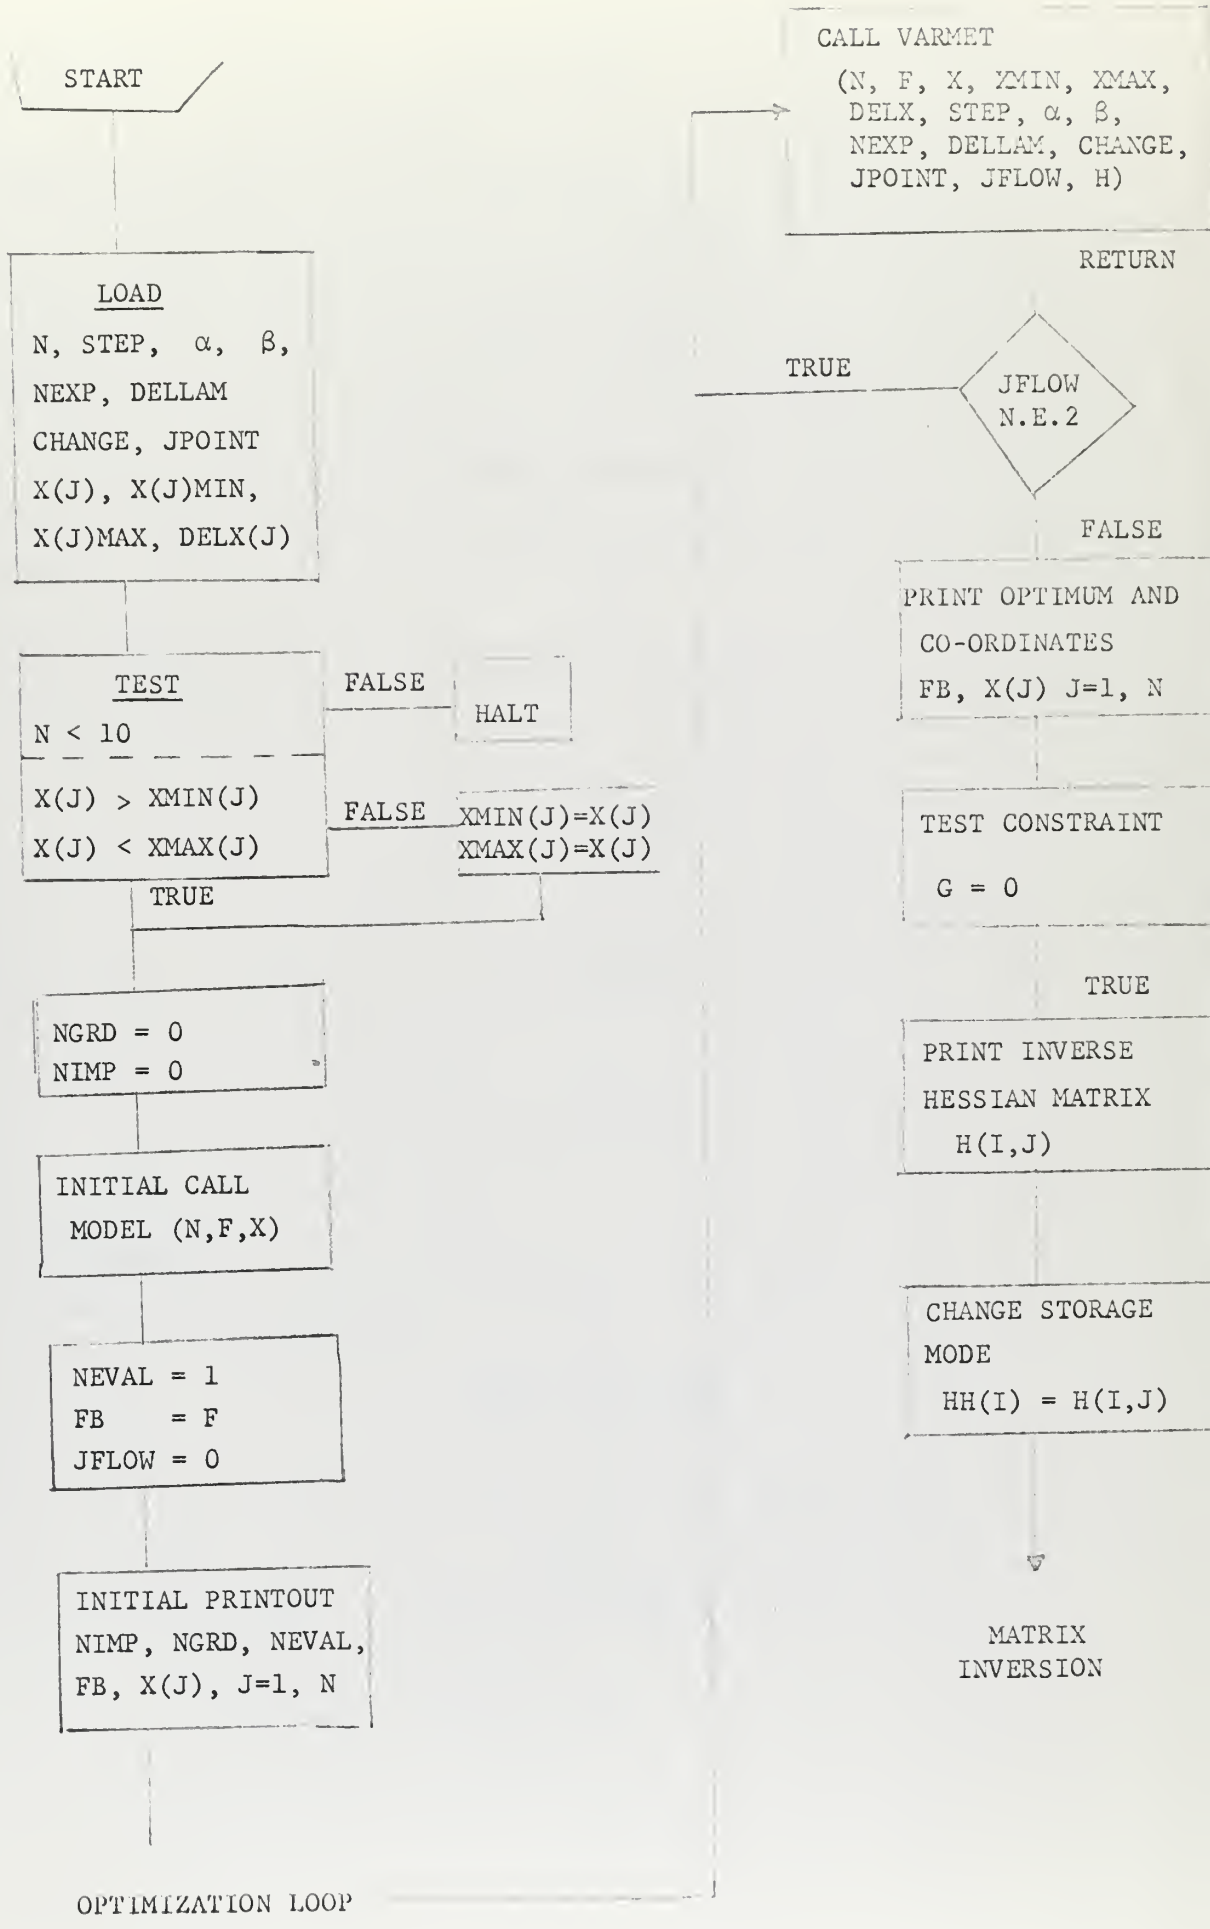 START
LOAD
N, STEP, α, β,
NEXP, DELLAM
CHANGE, JPOINT
X(J), X(J)MIN,
X(J)MAX, DELX(J)
TEST
N < 10
FALSE
HALT
X(J) > XMIN(J)
X(J) < XMAX(J)
FALSE
XMIN(J)=X(J)
XMAX(J)=X(J)
TRUE
NGRD = 0
NIMP = 0
INITIAL CALL
MODEL (N,F,X)
NEVAL = 1
FB = F
JFLOW = 0
INITIAL PRINTOUT
NIMP, NGRD, NEVAL,
FB, X(J), J=1, N
OPTIMIZATION LOOP
CALL VARMET
(N, F, X, XMIN, XMAX,
DELX, STEP, α, β,
NEXP, DELLAM, CHANGE,
JPOINT, JFLOW, H)
RETURN
TRUE
JFLOW
N.E.2
FALSE
PRINT OPTIMUM AND
CO-ORDINATES
FB, X(J) J=1, N
TEST CONSTRAINT
G = 0
TRUE
PRINT INVERSE
HESSIAN MATRIX
H(I,J)
CHANGE STORAGE
MODE
HH(I) = H(I,J)
MATRIX
INVERSION